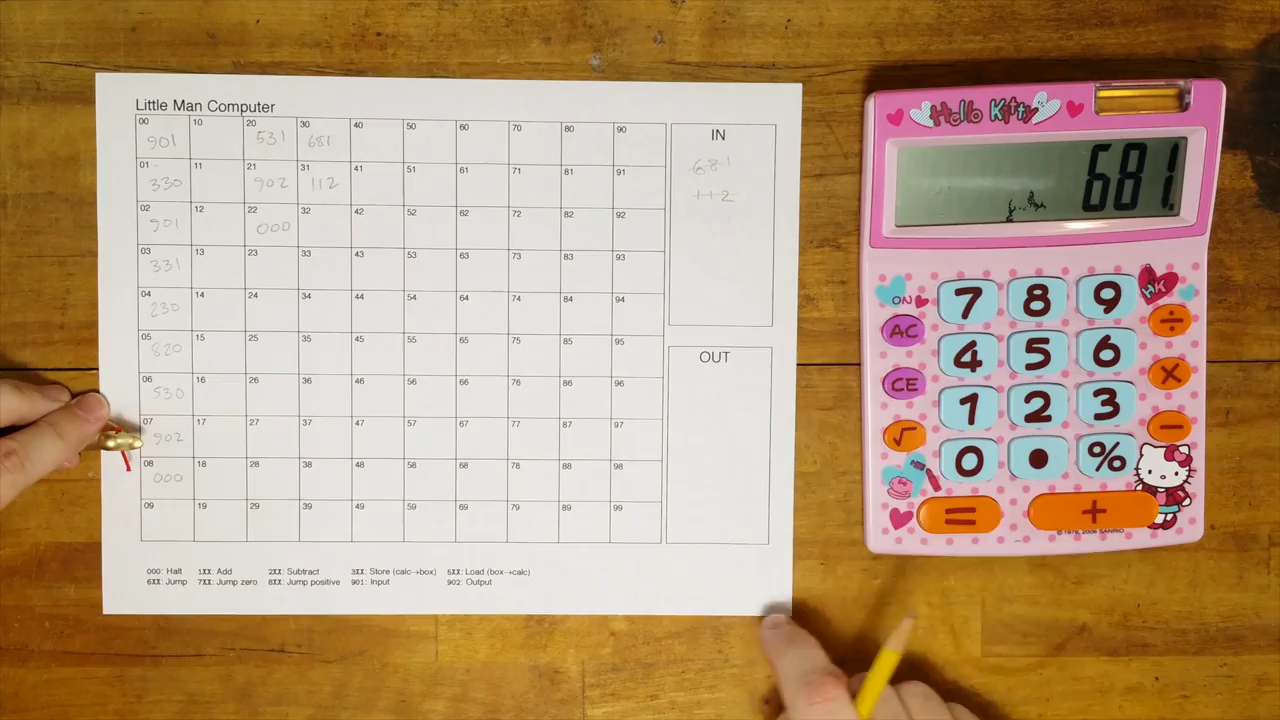 Little Man Computer
00 10 20 30 40 50 60 70 80 90
901 531 681
01 11 21 31 41 51 61 71 81 91
330 902 112
02 12 22 32 42 52 62 72 82 92
901 000
03 13 23 33 43 53 63 73 83 93
331
04 14 24 34 44 54 64 74 84 94
230
05 15 25 35 45 55 65 75 85 95
820
06 16 26 36 46 56 66 76 86 96
530
07 17 27 37 47 57 67 77 87 97
902
08 18 28 38 48 58 68 78 88 98
000
09 19 29 39 49 59 69 79 89 99
IN
681
112
OUT
000: Halt 1XX: Add 2XX: Subtract 3XX: Store (calc→box) 5XX: Load (box→calc)
6XX: Jump 7XX: Jump zero 8XX: Jump positive 901: Input 902: Output
Hello Kitty
681.
ON HK
7 8 9 ÷
AC
4 5 6 ×
CE
1 2 3 −
√
0 • %
= +
© 1976, 2006 SANRIO